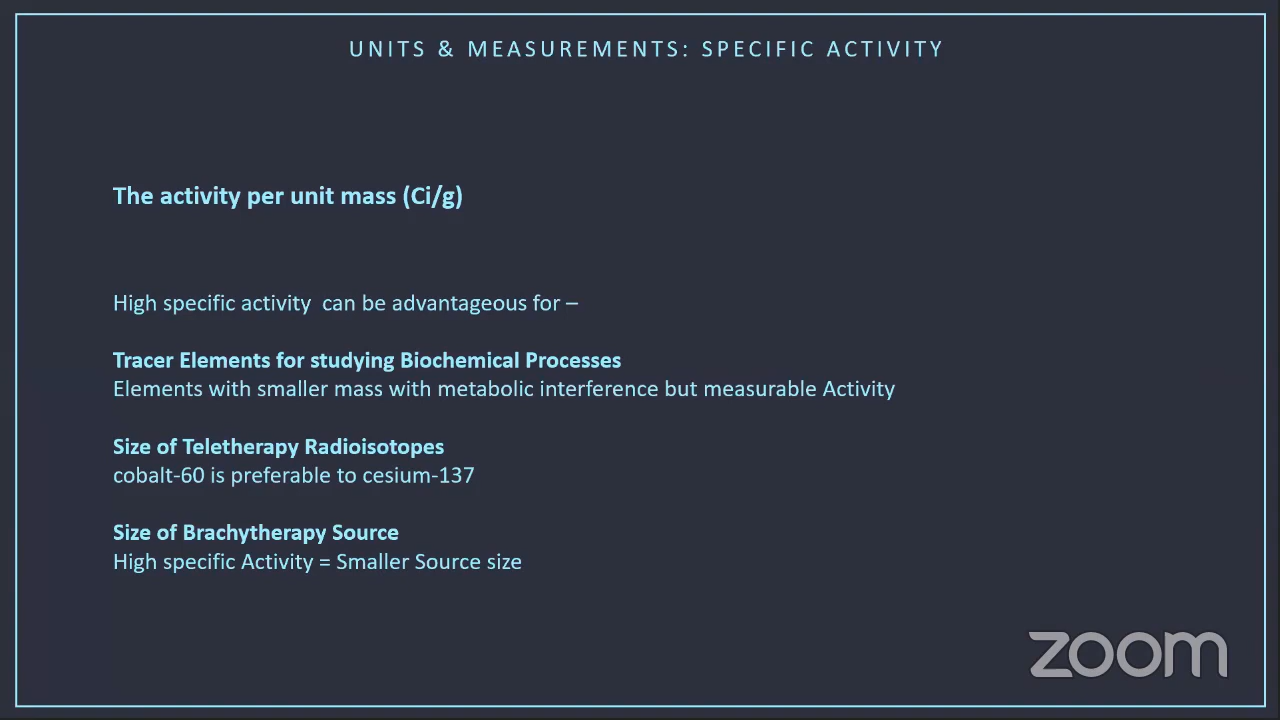 UNITS & MEASUREMENTS: SPECIFIC ACTIVITY
The activity per unit mass (Ci/g)
High specific activity  can be advantageous for –
Tracer Elements for studying Biochemical Processes
Elements with smaller mass with metabolic interference but measurable Activity
Size of Teletherapy Radioisotopes
cobalt-60 is preferable to cesium-137
Size of Brachytherapy Source
High specific Activity = Smaller Source size
zoom